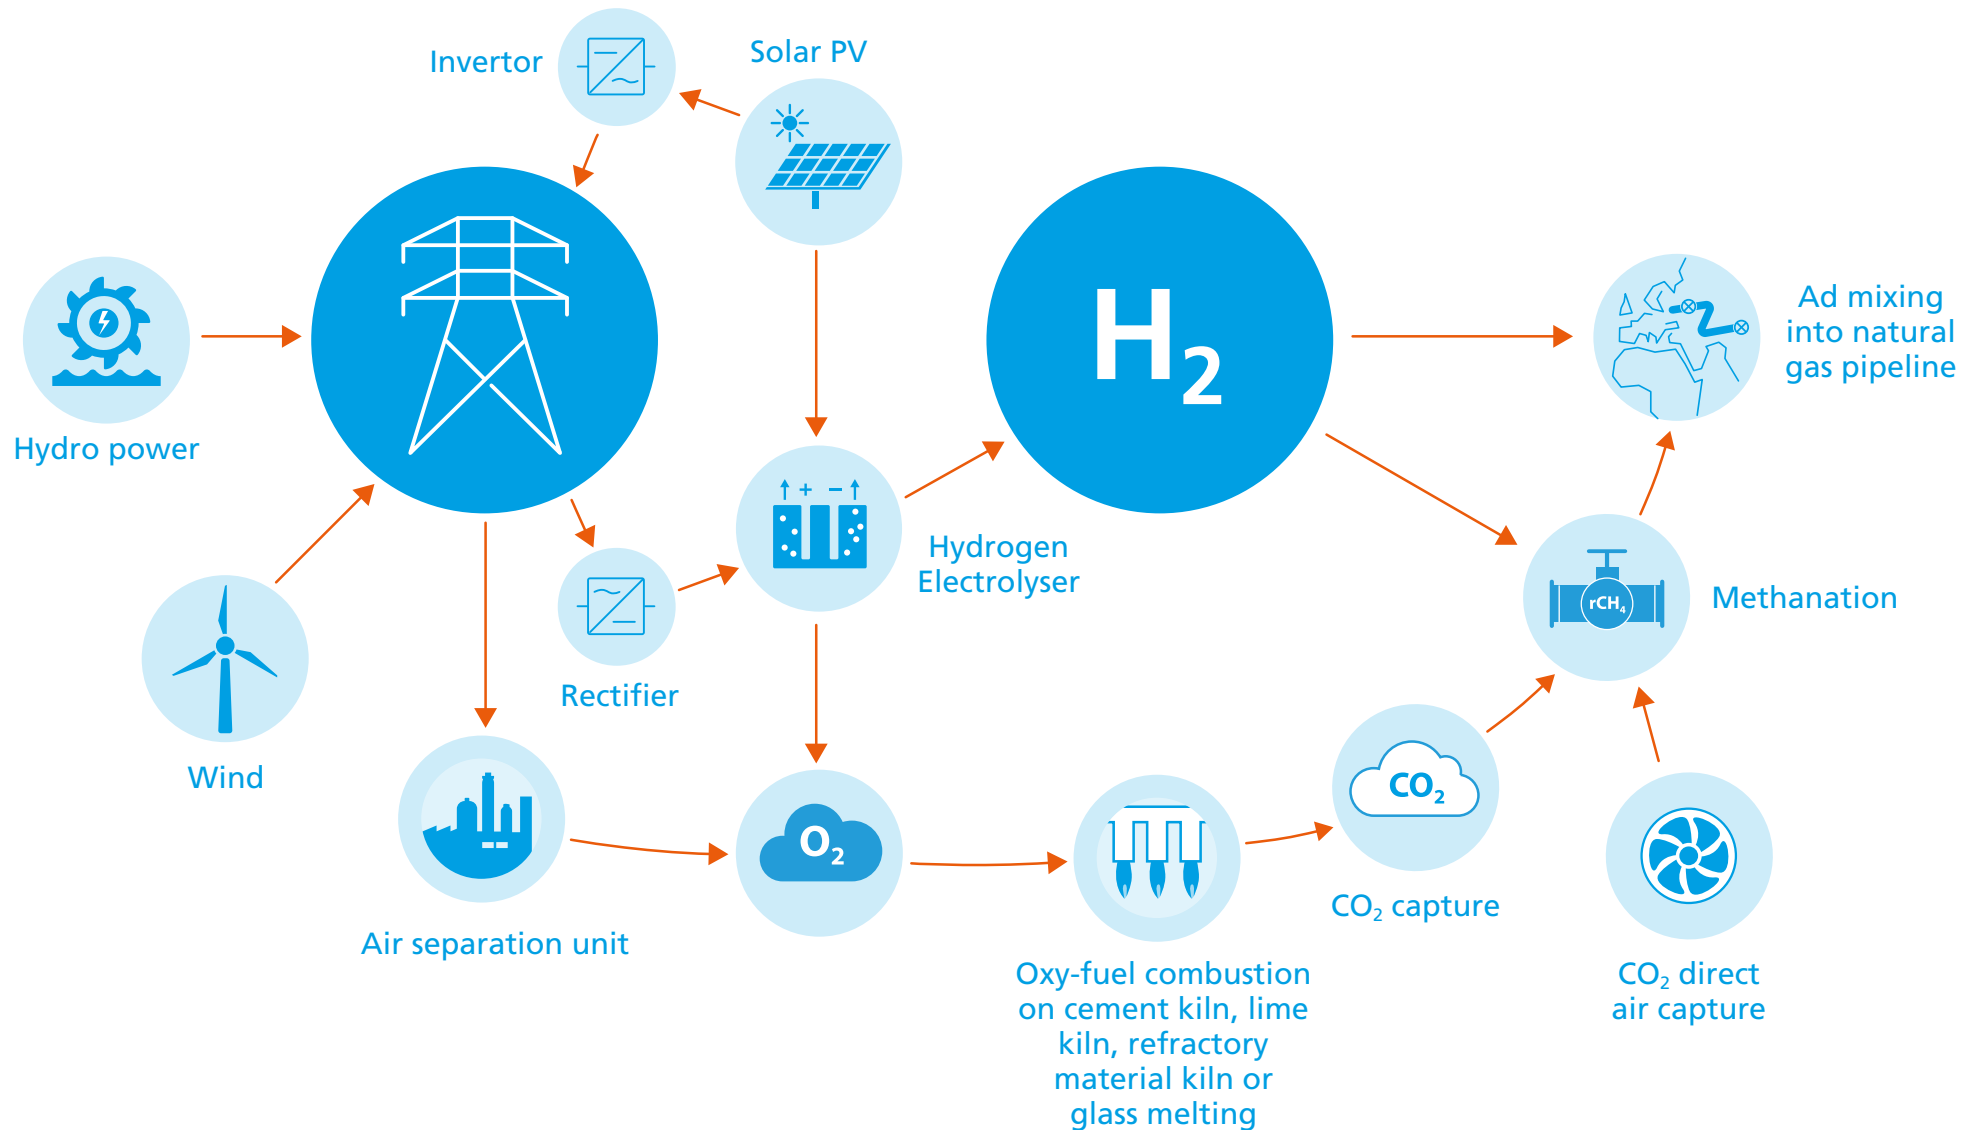 Invertor
Solar PV
H₂
Ad mixing
into natural
gas pipeline
Hydro power
+ −
Hydrogen
Electrolyser
rCH₄
Methanation
Rectifier
Wind
CO₂
O₂
CO₂ capture
Air separation unit
Oxy-fuel combustion
on cement kiln, lime
kiln, refractory
material kiln or
glass melting
CO₂ direct
air capture